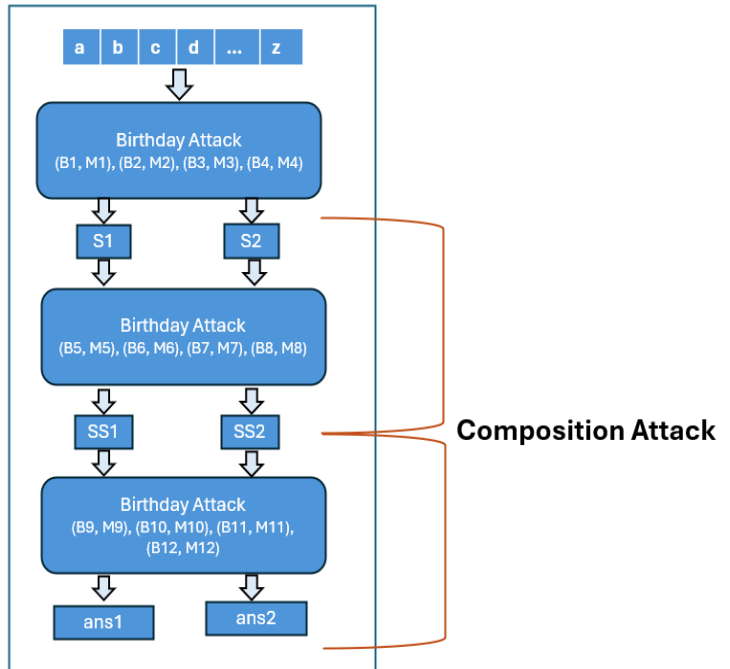 a b c d ... z
Birthday Attack
(B1, M1), (B2, M2), (B3, M3), (B4, M4)
S1 S2
Birthday Attack
(B5, M5), (B6, M6), (B7, M7), (B8, M8)
SS1 SS2
Composition Attack
Birthday Attack
(B9, M9), (B10, M10), (B11, M11),
(B12, M12)
ans1 ans2